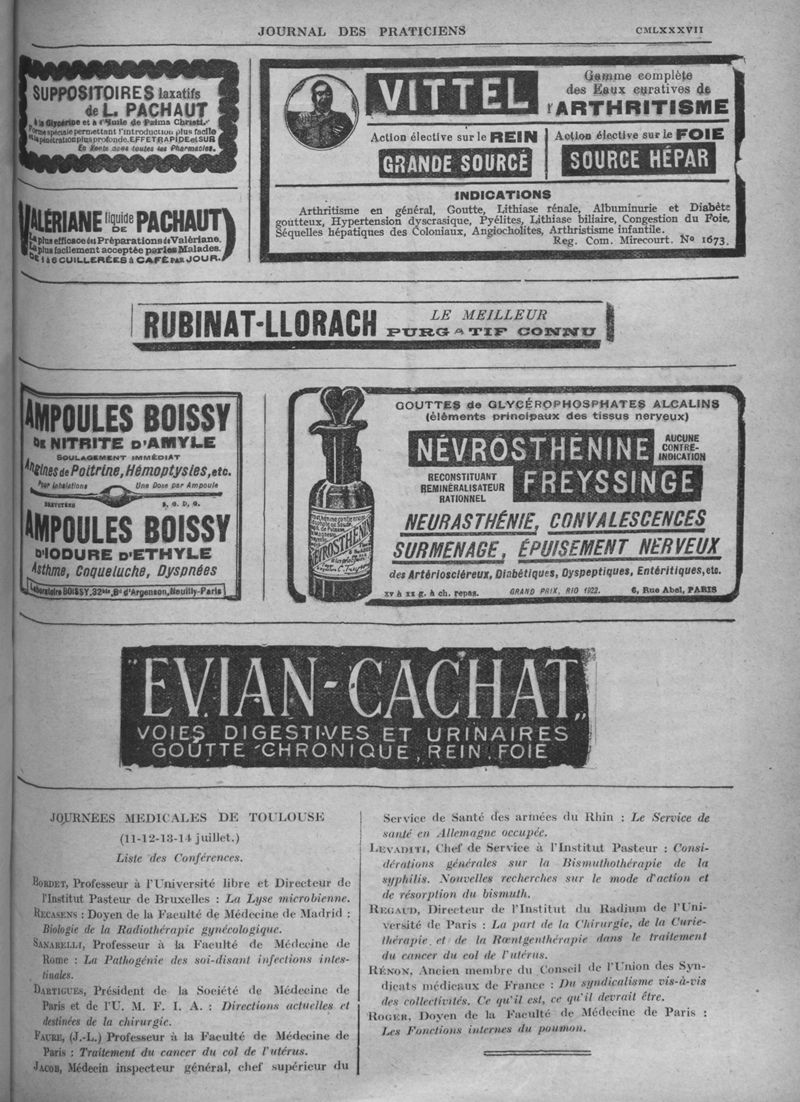 JOURNAL DES PRATICIENS
CMLXXXVII
SUPPOSITOIRES laxatifs
de L. PACHAUT
à la Glycérine et à l'Huile de Palma Christi.
Forme spéciale permettant l'introduction plus facile
et la pénétration plus profonde. EFFET RAPIDE et SUR
En Vente dans toutes les Pharmacies.
VALÉRIANE liquide DE PACHAUT
La plus efficace des Préparations de Valériane.
La plus facilement acceptée par les Malades.
DE 1 à 6 CUILLERÉES à CAFÉ PAR JOUR.
VITTEL
Gamme complète
des Eaux curatives de
l'ARTHRITISME
Action élective sur le REIN
GRANDE SOURCE
Action élective sur le FOIE
SOURCE HÉPAR
INDICATIONS
Arthritisme en général, Goutte, Lithiase rénale, Albuminurie et Diabète
goutteux, Hypertension dyscrasique, Pyélites, Lithiase biliaire, Congestion du Foie,
Séquelles hépatiques des Coloniaux, Angiocholites, Arthristisme infantile.
Reg. Com. Mirecourt. Nº 1673.
RUBINAT-LLORACH
LE MEILLEUR
PURGATIF CONNU
AMPOULES BOISSY
DE NITRITE D'AMYLE
SOULAGEMENT IMMÉDIAT
Angines de Poitrine, Hémoptysies, etc.
Pour Inhalations
Une Dose par Ampoule
BREVETÉES
S. G. D. G.
AMPOULES BOISSY
D'IODURE D'ETHYLE
Asthme, Coqueluche, Dyspnées
Laboratoire BOISSY, 32bis, Bd d'Argenson, Neuilly-Paris
GOUTTES de GLYCÉROPHOSPHATES ALCALINS
(éléments principaux des tissus nerveux)
NÉVROSTHÉNINE
AUCUNE
CONTRE-
INDICATION
RECONSTITUANT
REMINÉRALISATEUR
RATIONNEL
FREYSSINGE
NEURASTHÉNIE, CONVALESCENCES
SURMENAGE, ÉPUISEMENT NERVEUX
des Artérioscléreux, Diabétiques, Dyspeptiques, Entéritiques, etc.
XV à XX g. à ch. repas.
GRAND PRIX, RIO 1922.
6, Rue Abel, PARIS
"EVIAN-CACHAT„
VOIES DIGESTIVES ET URINAIRES
GOUTTE CHRONIQUE, REIN, FOIE
JOURNÉES MEDICALES DE TOULOUSE
(11-12-13-14 juillet.)
Liste des Conférences.
BORDET, Professeur à l'Université libre et Directeur de
l'Institut Pasteur de Bruxelles : La Lyse microbienne.
RECASENS : Doyen de la Faculté de Médecine de Madrid :
Biologie de la Radiothérapie gynécologique.
SANARELLI, Professeur à la Faculté de Médecine de
Rome : La Pathogénie des soi-disant infections intes-
tinales.
DARTIGUES, Président de la Société de Médecine de
Paris et de l'U. M. F. I. A. : Directions actuelles et
destinées de la chirurgie.
FAURE, (J.-L.) Professeur à la Faculté de Médecine de
Paris : Traitement du cancer du col de l'utérus.
JACOB, Médecin inspecteur général, chef supérieur du
Service de Santé des armées du Rhin : Le Service de
santé en Allemagne occupée.
LEVADITI, Chef de Service à l'Institut Pasteur : Consi-
dérations générales sur la Bismuthothérapie de la
syphilis. Nouvelles recherches sur le mode d'action et
de résorption du bismuth.
REGAUD, Directeur de l'Institut du Radium de l'Uni-
versité de Paris : La part de la Chirurgie, de la Curie-
thérapie et de la Rœntgenthérapie dans le traitement
du cancer du col de l'utérus.
RÉNON, Ancien membre du Conseil de l'Union des Syn-
dicats médicaux de France : Du syndicalisme vis-à-vis
des collectivités. Ce qu'il est, ce qu'il devrait être.
ROGER, Doyen de la Faculté de Médecine de Paris :
Les Fonctions internes du poumon.